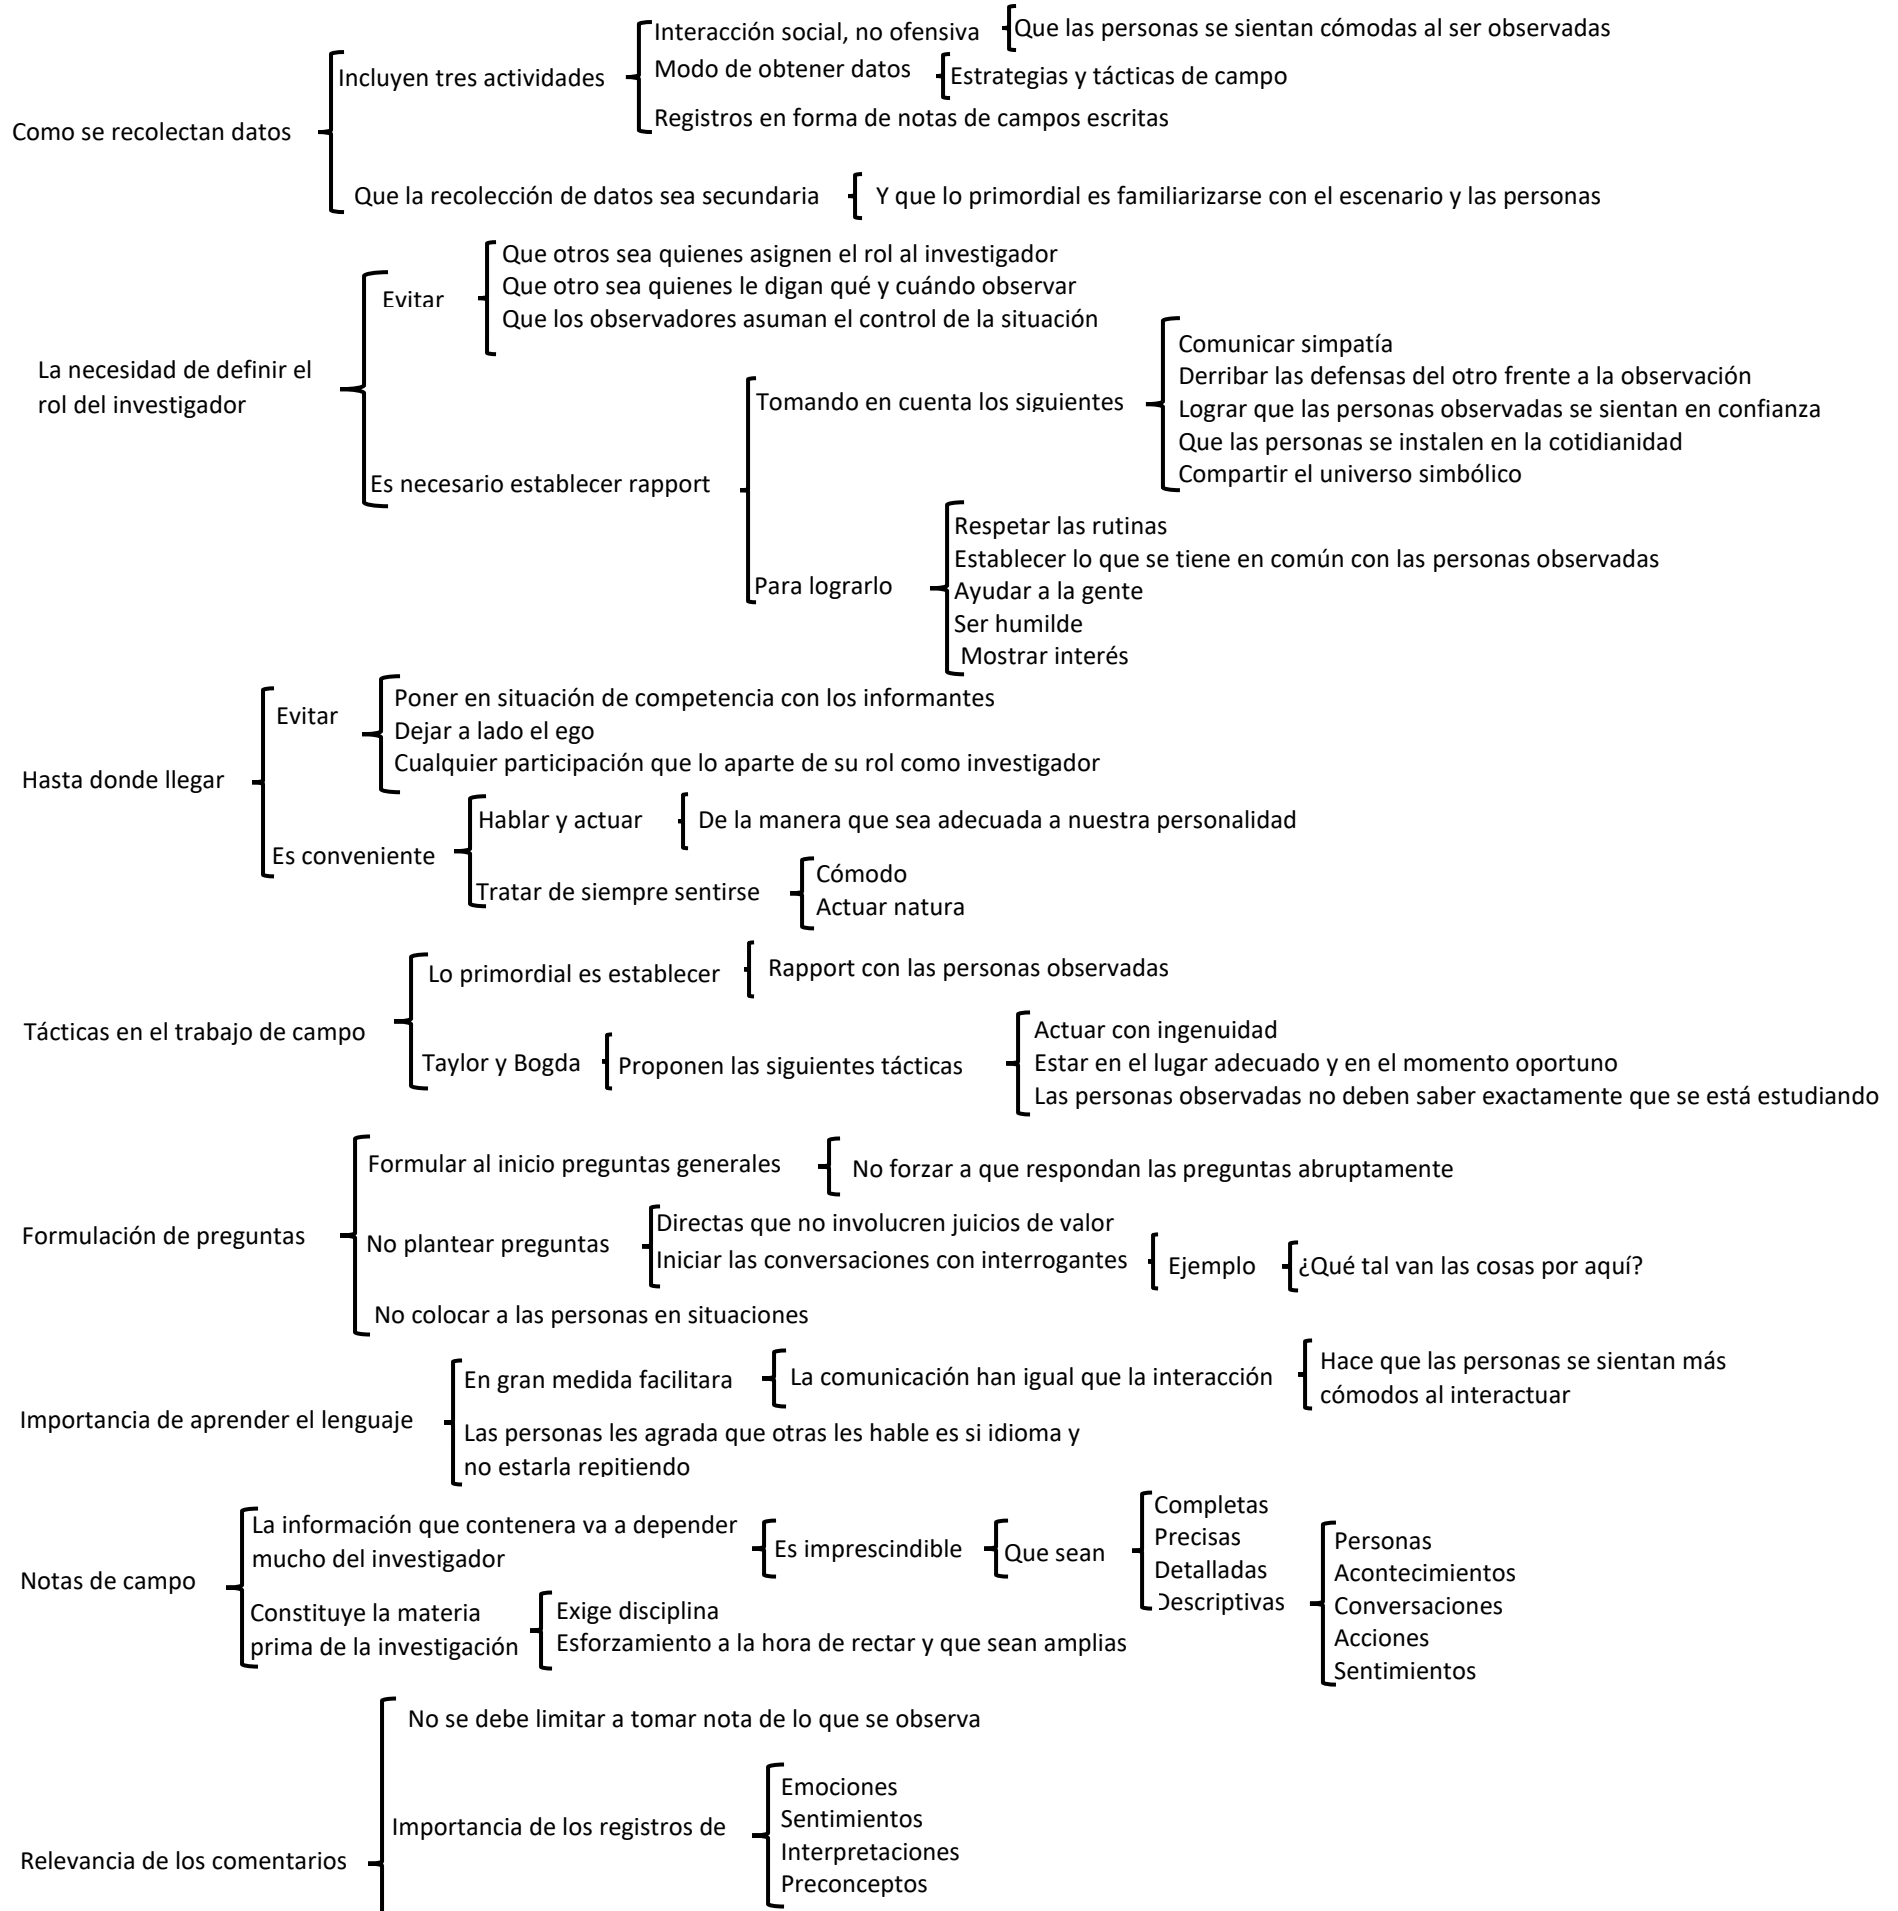 Como se recolectan datos
Incluyen tres actividades
Interacción social, no ofensiva
Que las personas se sientan cómodas al ser observadas
Modo de obtener datos
Estrategias y tácticas de campo
Registros en forma de notas de campos escritas
Que la recolección de datos sea secundaria
Y que lo primordial es familiarizarse con el escenario y las personas
La necesidad de definir el
rol del investigador
Evitar
Que otros sea quienes asignen el rol al investigador
Que otro sea quienes le digan qué y cuándo observar
Que los observadores asuman el control de la situación
Es necesario establecer rapport
Tomando en cuenta los siguientes
Comunicar simpatía
Derribar las defensas del otro frente a la observación
Lograr que las personas observadas se sientan en confianza
Que las personas se instalen en la cotidianidad
Compartir el universo simbólico
Para lograrlo
Respetar las rutinas
Establecer lo que se tiene en común con las personas observadas
Ayudar a la gente
Ser humilde
Mostrar interés
Hasta donde llegar
Evitar
Poner en situación de competencia con los informantes
Dejar a lado el ego
Cualquier participación que lo aparte de su rol como investigador
Es conveniente
Hablar y actuar
De la manera que sea adecuada a nuestra personalidad
Tratar de siempre sentirse
Cómodo
Actuar natura
Tácticas en el trabajo de campo
Lo primordial es establecer
Rapport con las personas observadas
Taylor y Bogda
Proponen las siguientes tácticas
Actuar con ingenuidad
Estar en el lugar adecuado y en el momento oportuno
Las personas observadas no deben saber exactamente que se está estudiando
Formulación de preguntas
Formular al inicio preguntas generales
No forzar a que respondan las preguntas abruptamente
No plantear preguntas
Directas que no involucren juicios de valor
Iniciar las conversaciones con interrogantes
Ejemplo
¿Qué tal van las cosas por aquí?
No colocar a las personas en situaciones
Importancia de aprender el lenguaje
En gran medida facilitara
La comunicación han igual que la interacción
Hace que las personas se sientan más
cómodos al interactuar
Las personas les agrada que otras les hable es si idioma y
no estarla repitiendo
Notas de campo
La información que contenera va a depender
mucho del investigador
Es imprescindible
Que sean
Completas
Precisas
Detalladas
Descriptivas
Personas
Acontecimientos
Conversaciones
Acciones
Sentimientos
Constituye la materia
prima de la investigación
Exige disciplina
Esforzamiento a la hora de rectar y que sean amplias
Relevancia de los comentarios
No se debe limitar a tomar nota de lo que se observa
Importancia de los registros de
Emociones
Sentimientos
Interpretaciones
Preconceptos